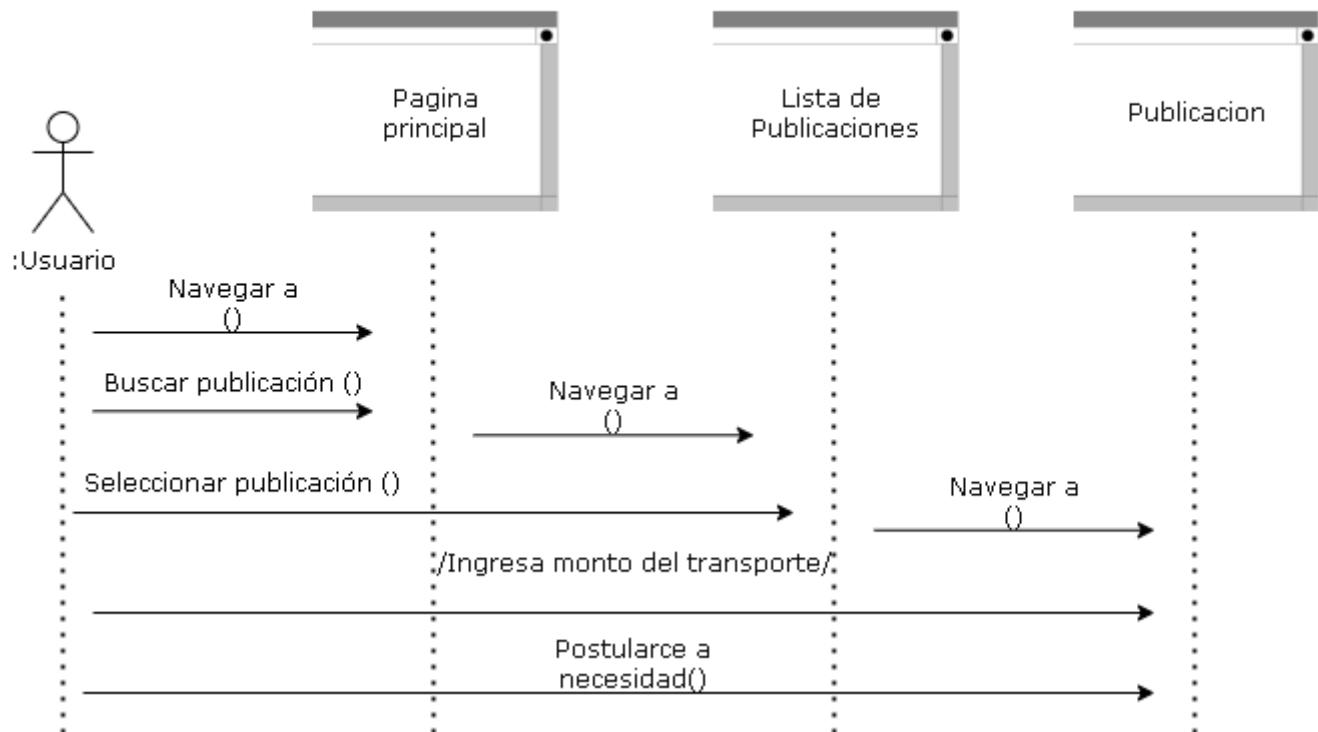 Pagina
principal
Lista de
Publicaciones
Publicacion
:Usuario
Navegar a
()
Buscar publicación ()
Navegar a
()
Seleccionar publicación ()
Navegar a
()
/Ingresa monto del transporte/
Postularce a
necesidad()